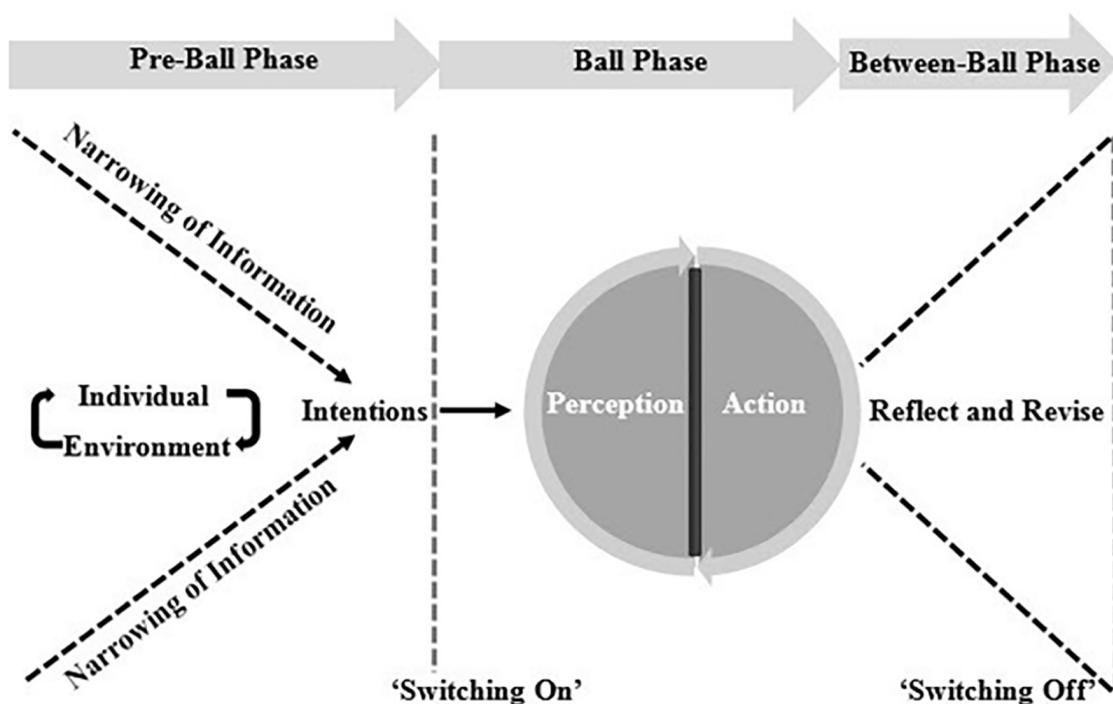 Pre-Ball Phase
Ball Phase
Between-Ball Phase
Narrowing of Information
Individual
Environment
Intentions
Perception
Action
Reflect and Revise
Narrowing of Information
‘Switching On’
‘Switching Off’